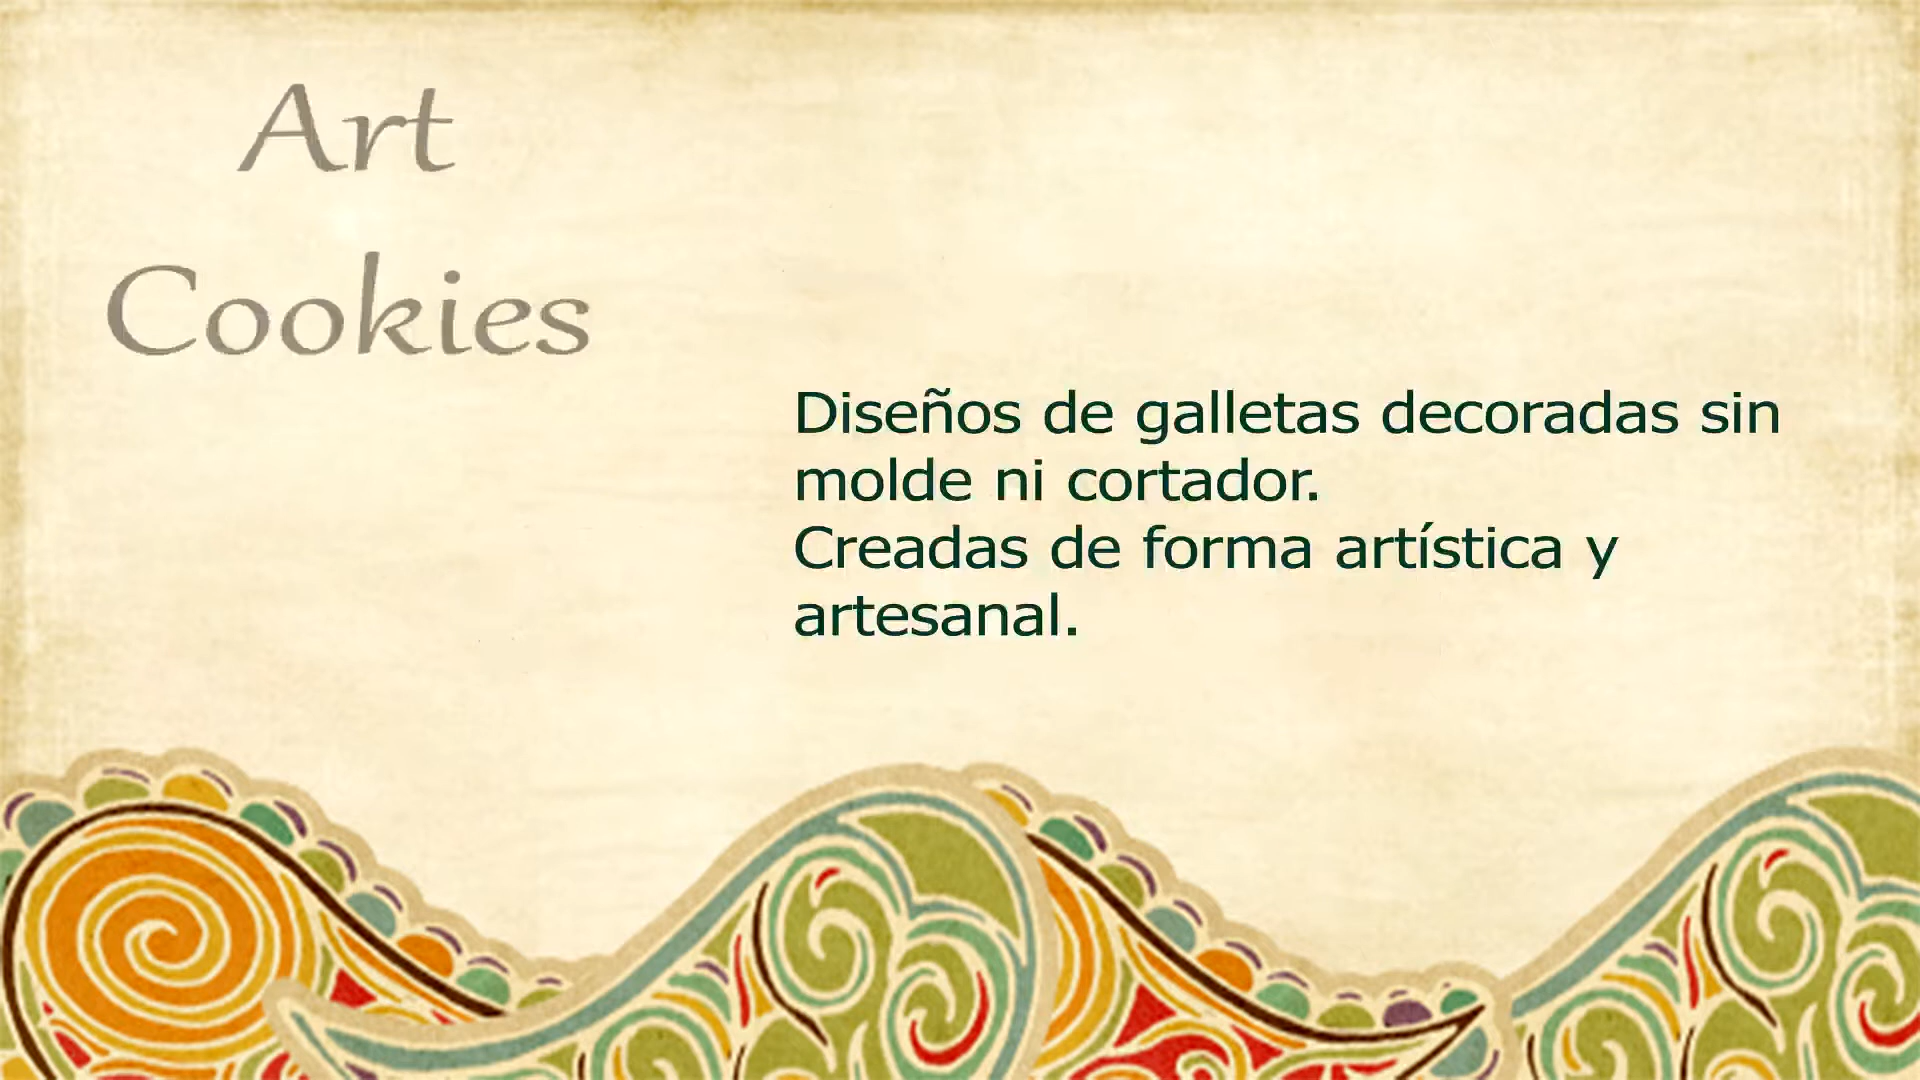 Art
Cookies
Diseños de galletas decoradas sin
molde ni cortador.
Creadas de forma artística y
artesanal.